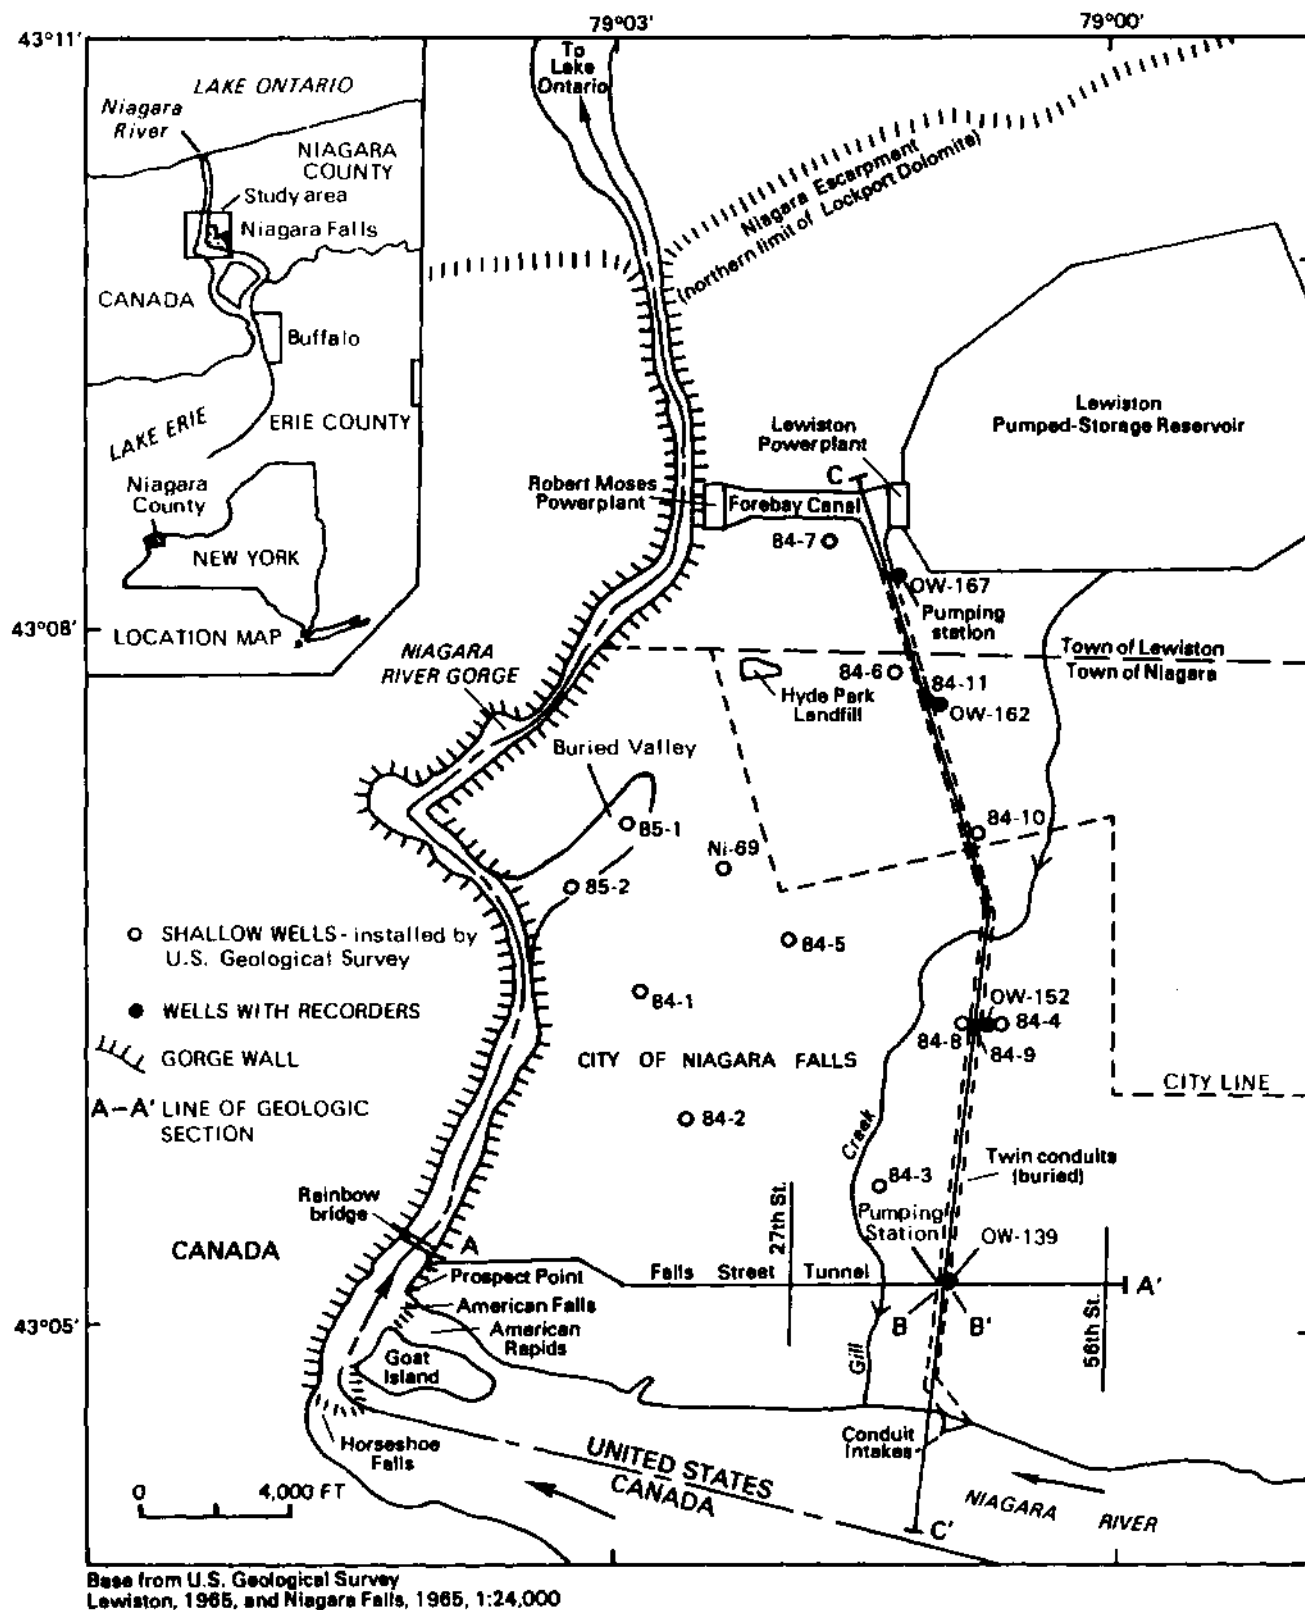 79°03'
79°00'
43°11'
To
Lake
Ontario
LAKE ONTARIO
Niagara
River
NIAGARA
COUNTY
Study area
Niagara Falls
CANADA
Buffalo
LAKE ERIE
ERIE COUNTY
Niagara
County
NEW YORK
LOCATION MAP
Niagara Escarpment
(northern limit of Lockport Dolomite)
Lewiston
Pumped-Storage Reservoir
Lewiston
Powerplant
C
Robert Moses
Powerplant
Forebay Canal
84-7
OW-167
Pumping
station
43°08'
NIAGARA
RIVER GORGE
Town of Lewiston
Town of Niagara
84-6
Hyde Park
Landfill
84-11
OW-162
Buried Valley
85-1
84-10
Ni-69
85-2
84-5
SHALLOW WELLS - installed by
U.S. Geological Survey
WELLS WITH RECORDERS
GORGE WALL
A-A' LINE OF GEOLOGIC
SECTION
84-1
OW-152
84-8
84-4
84-9
CITY OF NIAGARA FALLS
CITY LINE
84-2
Creek
Twin conduits
(buried)
84-3
Rainbow
bridge
CANADA
A
27th St.
Pumping
Station
OW-139
Prospect Point
Falls Street Tunnel
A'
American Falls
American
Rapids
B
B'
56th St.
43°05'
Goat
Island
Gill
Horseshoe
Falls
Conduit
Intakes
UNITED STATES
CANADA
NIAGARA RIVER
0 4,000 FT
C'
Base from U.S. Geological Survey
Lewiston, 1965, and Niagara Falls, 1965, 1:24,000